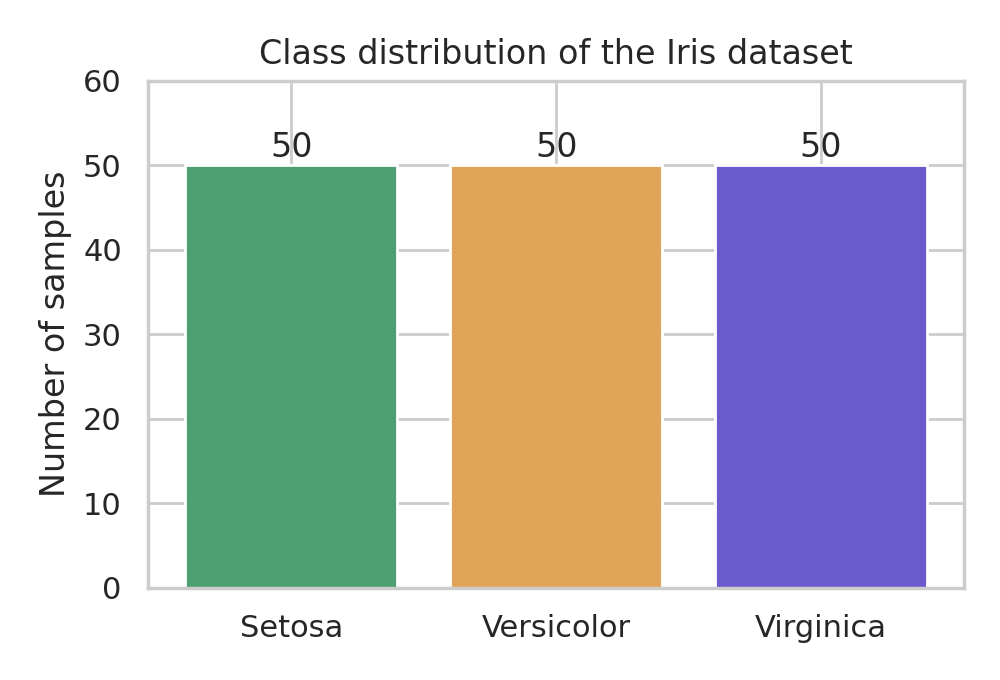 Class distribution of the Iris dataset
Number of samples
60
50
40
30
20
10
0
50 50 50
Setosa Versicolor Virginica